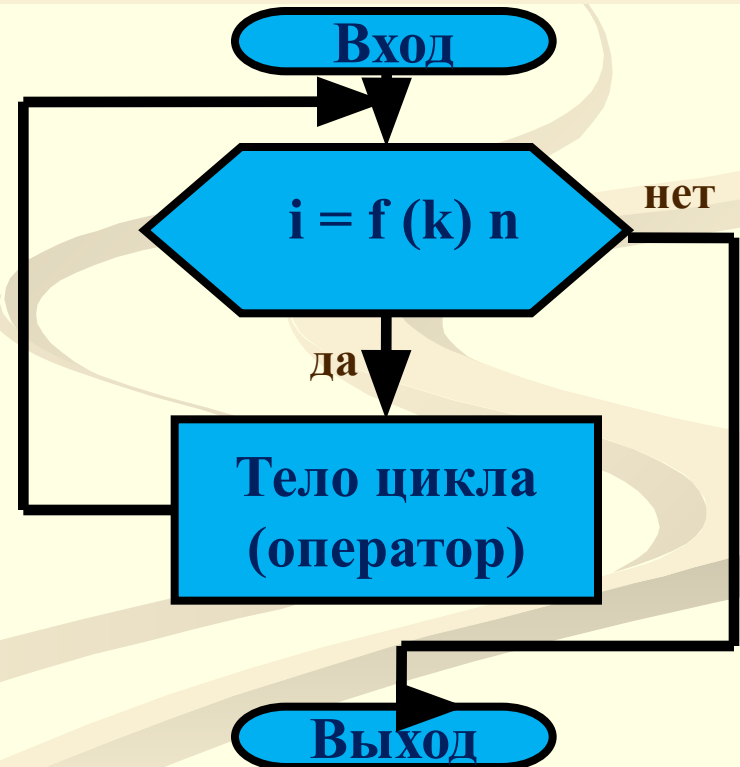 Вход
i = f (k) n
нет
да
Тело цикла
(оператор)
Выход